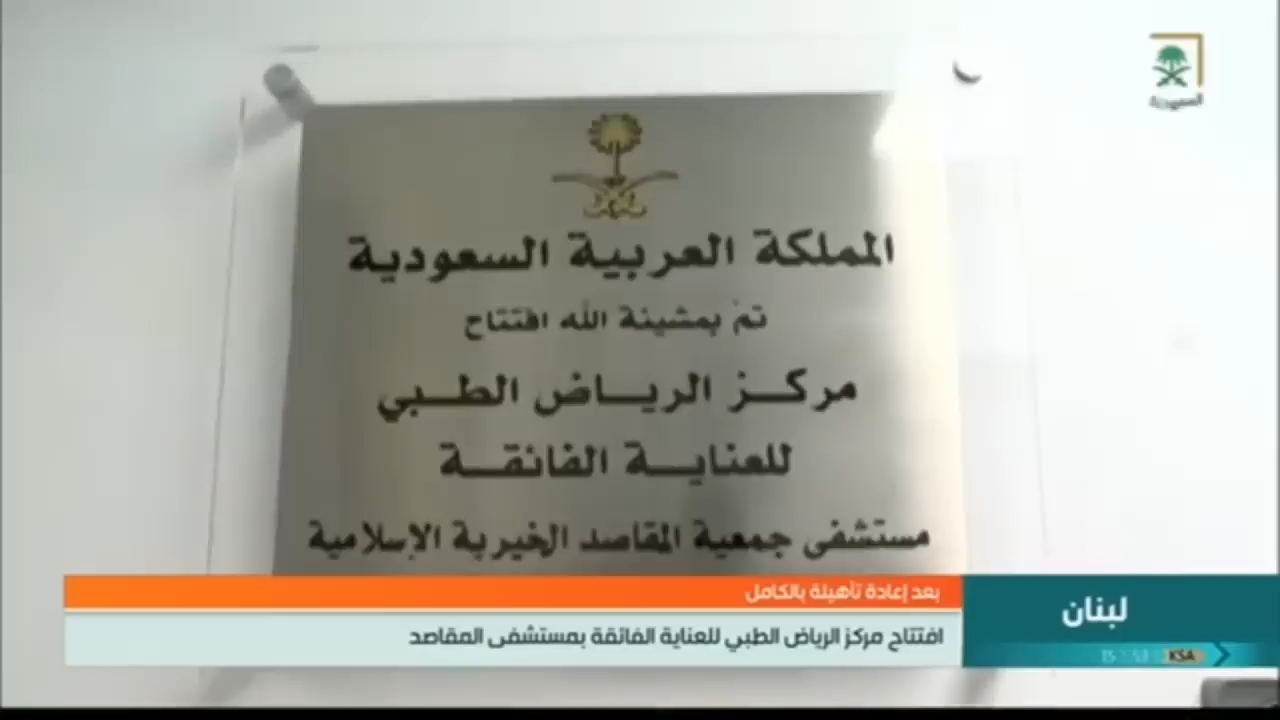 السعودية
المملكة العربية السعودية
تم بمشيئة الله افتتاح
مركز الرياض الطبي
للعناية الفائقة
مستشفى جمعية المقاصد الخيرية الإسلامية
بعد إعادة تأهيلة بالكامل
لبنان
افتتاح مركز الرياض الطبي للعناية الفائقة بمستشفى المقاصد
KSA